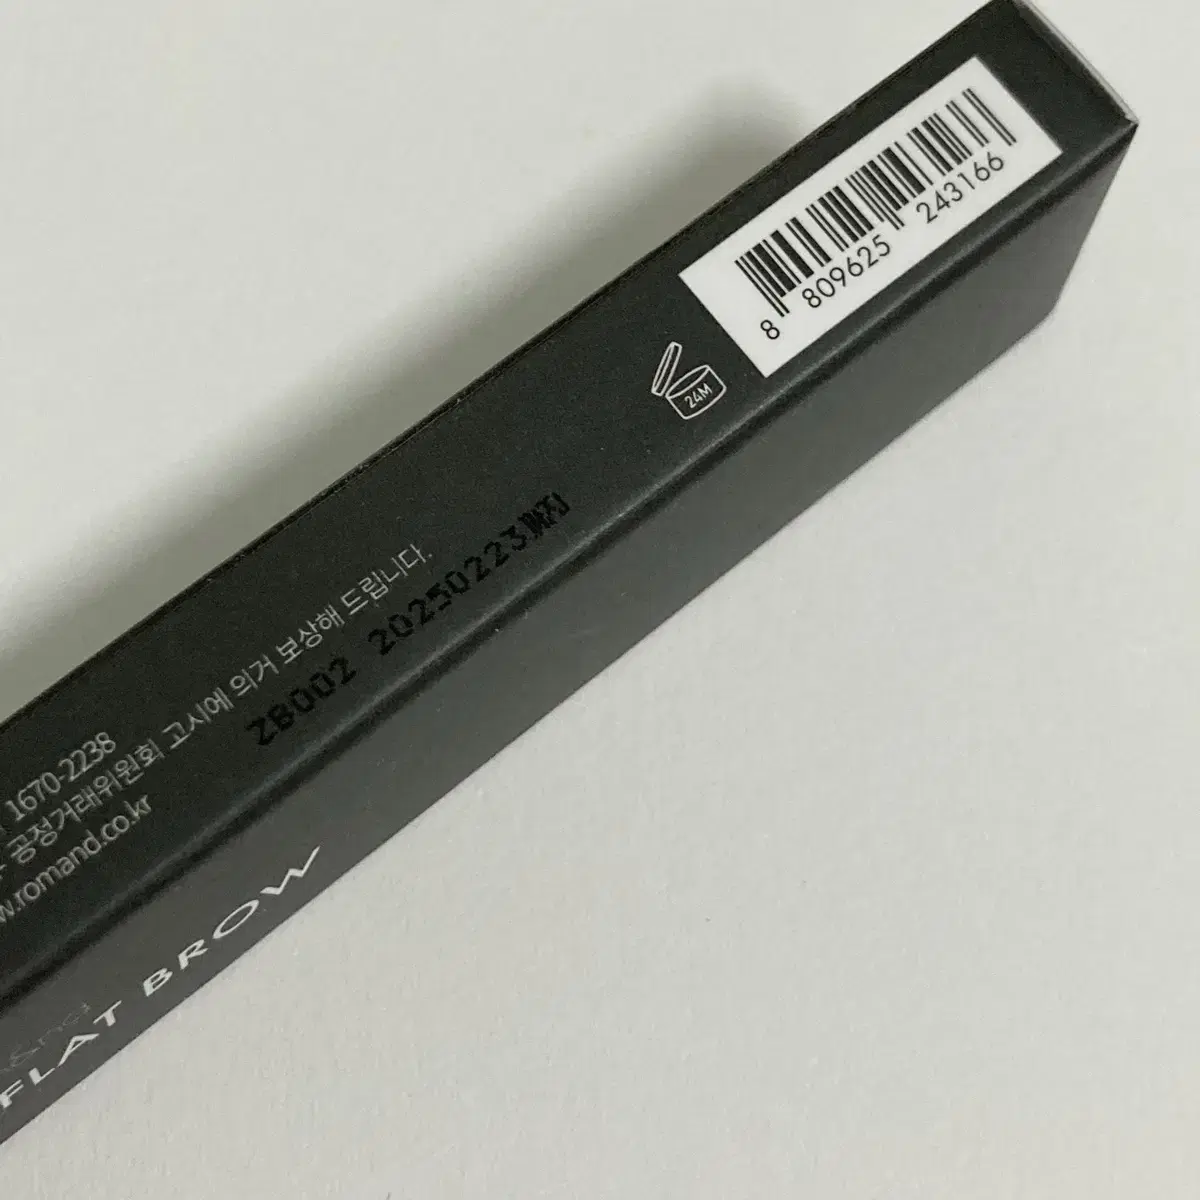 1670-2238
공정거래위원회 고시에 의거 보상해 드립니다.
w.romand.co.kr
ZB002 20250223까지
24M
8 809625 243166
&nd
FLAT BROW